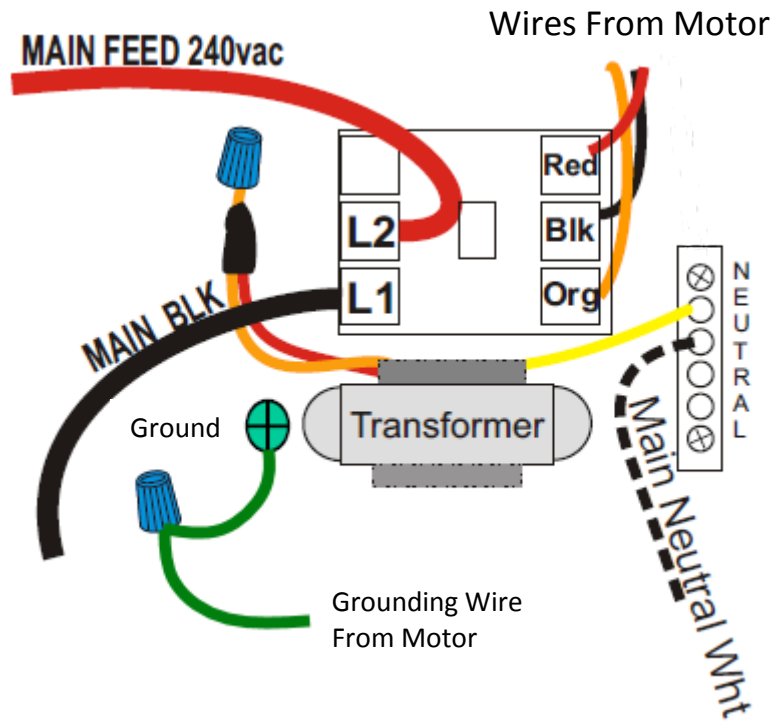 Wires From Motor
MAIN FEED 240vac
Red
L2
Blk
L1
Org
MAIN BLK
NEUTRAL
Ground
Transformer
Main Neutral Wht
Grounding Wire
From Motor